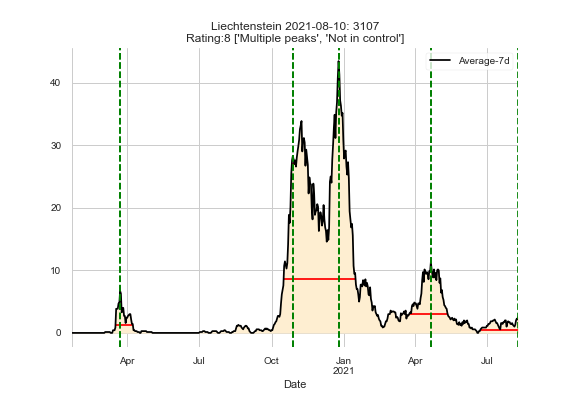 Liechtenstein 2021-08-10: 3107
Rating:8 ['Multiple peaks', 'Not in control']
Average-7d
40
30
20
10
0
Apr
Jul
Oct
Jan
2021
Apr
Jul
Date